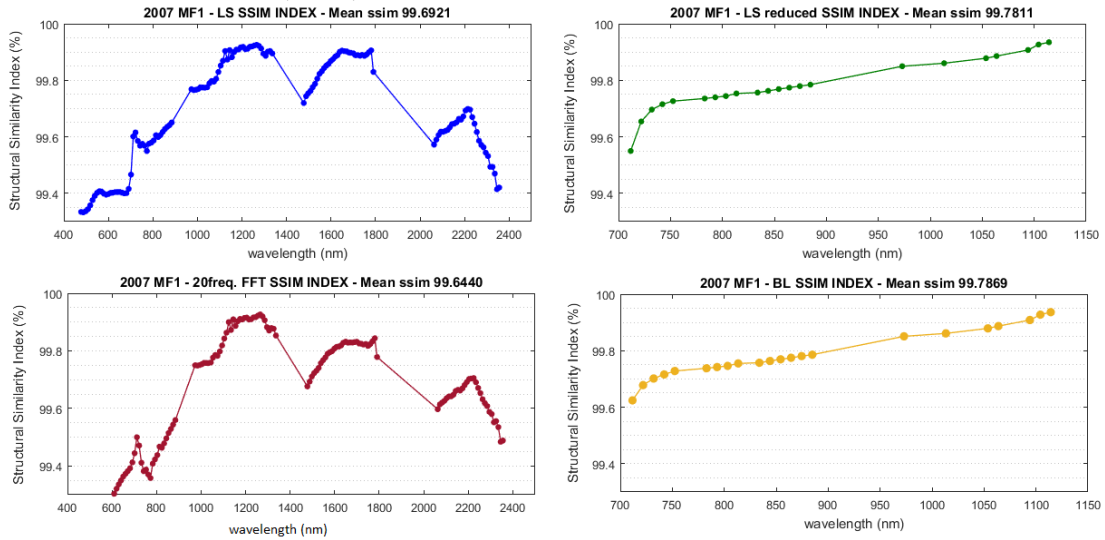 2007 MF1 - LS SSIM INDEX - Mean ssim 99.6921
Structural Similarity Index (%)
100
99.8
99.6
99.4
400 600 800 1000 1200 1400 1600 1800 2000 2200 2400
wavelength (nm)
2007 MF1 - LS reduced SSIM INDEX - Mean ssim 99.7811
Structural Similarity Index (%)
100
99.8
99.6
99.4
700 750 800 850 900 950 1000 1050 1100 1150
wavelength (nm)
2007 MF1 - 20freq. FFT SSIM INDEX - Mean ssim 99.6440
Structural Similarity Index (%)
100
99.8
99.6
99.4
400 600 800 1000 1200 1400 1600 1800 2000 2200 2400
wavelength (nm)
2007 MF1 - BL SSIM INDEX - Mean ssim 99.7869
Structural Similarity Index (%)
100
99.8
99.6
99.4
700 750 800 850 900 950 1000 1050 1100 1150
wavelength (nm)